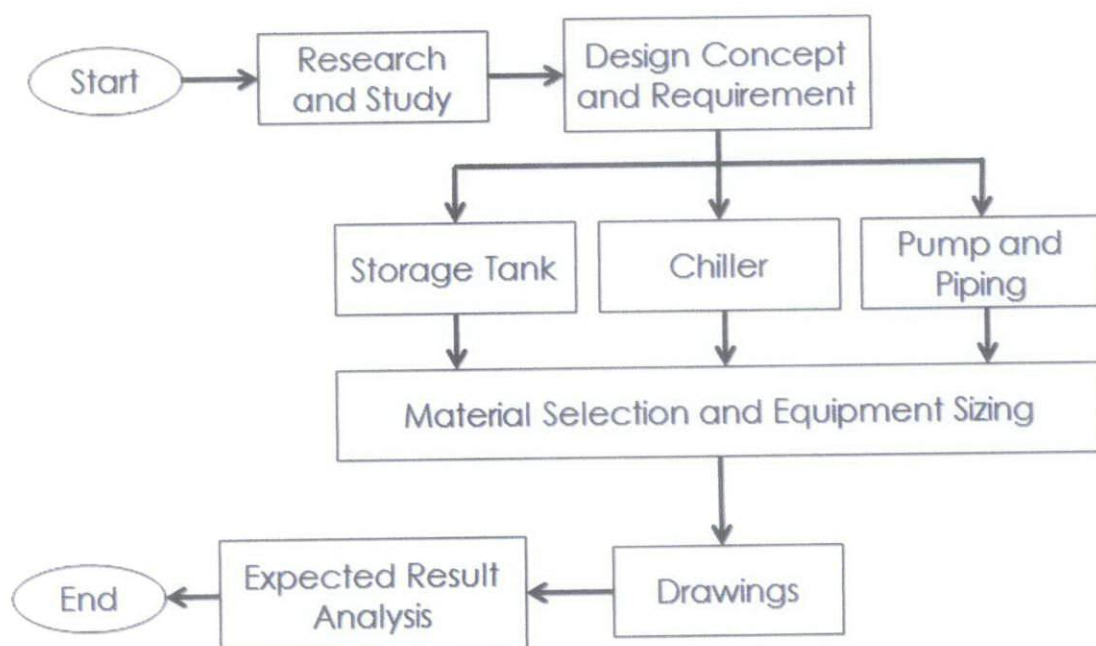 Start
Research
and Study
Design Concept
and Requirement
Storage Tank
Chiller
Pump and
Piping
Material Selection and Equipment Sizing
Drawings
Expected Result
Analysis
End